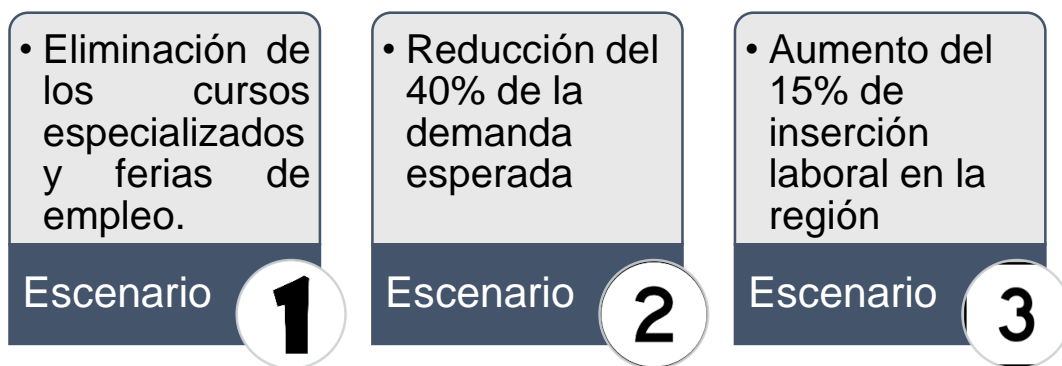 • Eliminación de
los cursos
especializados
y ferias de
empleo.
Escenario 1
• Reducción del
40% de la
demanda
esperada
Escenario 2
• Aumento del
15% de
inserción
laboral en la
región
Escenario 3